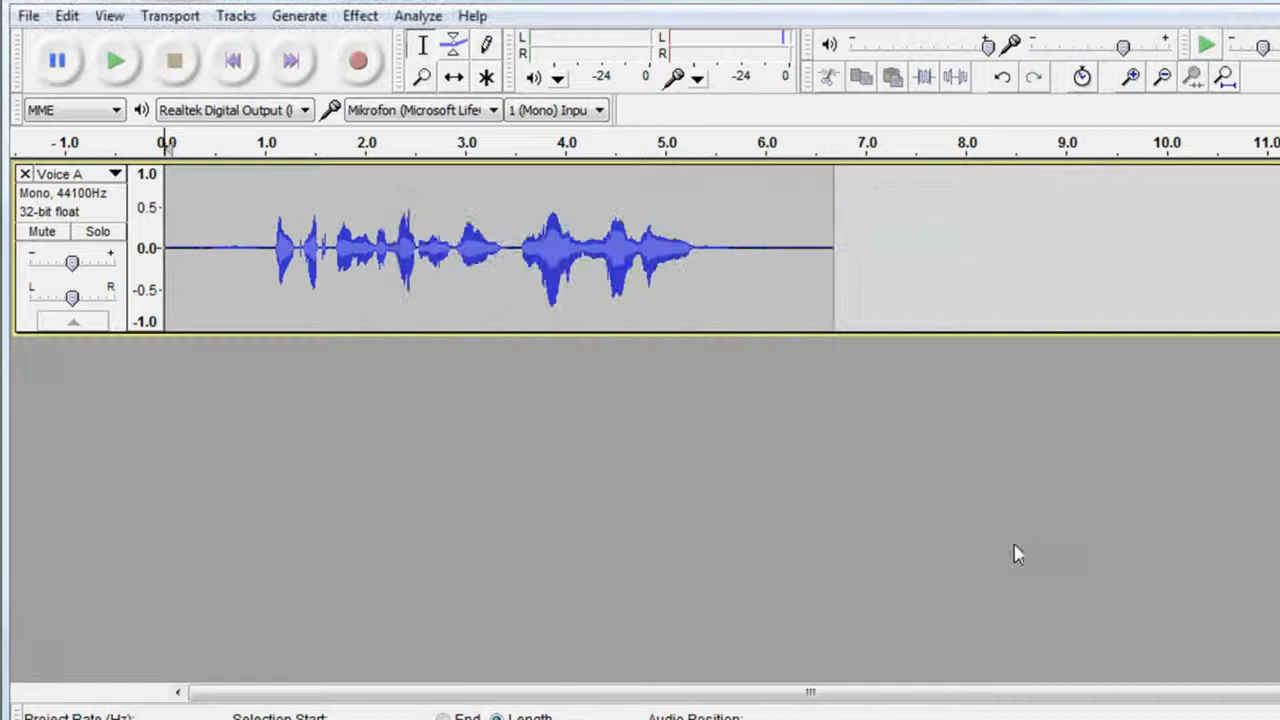 File Edit View Transport Tracks Generate Effect Analyze Help
L L
R R
-24 0 -24 0
MME Realtek Digital Output ( Mikrofon (Microsoft Life 1 (Mono) Inpu
- 1.0 0.0 1.0 2.0 3.0 4.0 5.0 6.0 7.0 8.0 9.0 10.0 11.0
Voice A 1.0
Mono, 44100Hz
32-bit float 0.5
Mute Solo
- + 0.0
L R -0.5
-1.0
Project Rate (Hz): Selection Start: End Length Audio Position: